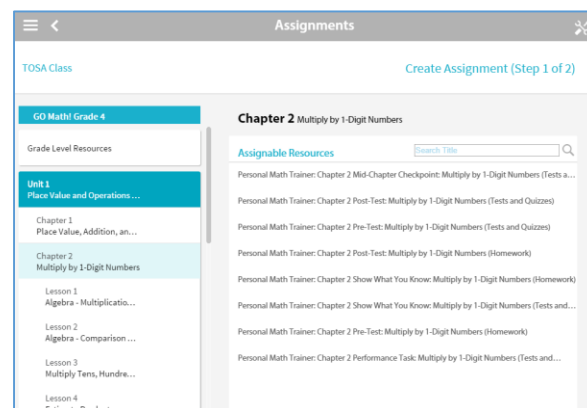 Assignments
TOSA Class
Create Assignment (Step 1 of 2)
GO Math! Grade 4
Grade Level Resources
Unit 1
Place Value and Operations ...
Chapter 1
Place Value, Addition, an...
Chapter 2
Multiply by 1-Digit Numbers
Lesson 1
Algebra - Multiplicatio...
Lesson 2
Algebra - Comparison ...
Lesson 3
Multiply Tens, Hundre...
Lesson 4
Chapter 2 Multiply by 1-Digit Numbers
Assignable Resources
Search Title
Personal Math Trainer: Chapter 2 Mid-Chapter Checkpoint: Multiply by 1-Digit Numbers (Tests a...
Personal Math Trainer: Chapter 2 Post-Test: Multiply by 1-Digit Numbers (Tests and Quizzes)
Personal Math Trainer: Chapter 2 Pre-Test: Multiply by 1-Digit Numbers (Tests and Quizzes)
Personal Math Trainer: Chapter 2 Post-Test: Multiply by 1-Digit Numbers (Homework)
Personal Math Trainer: Chapter 2 Show What You Know: Multiply by 1-Digit Numbers (Homework)
Personal Math Trainer: Chapter 2 Show What You Know: Multiply by 1-Digit Numbers (Tests and...
Personal Math Trainer: Chapter 2 Pre-Test: Multiply by 1-Digit Numbers (Homework)
Personal Math Trainer: Chapter 2 Performance Task: Multiply by 1-Digit Numbers (Tests and...